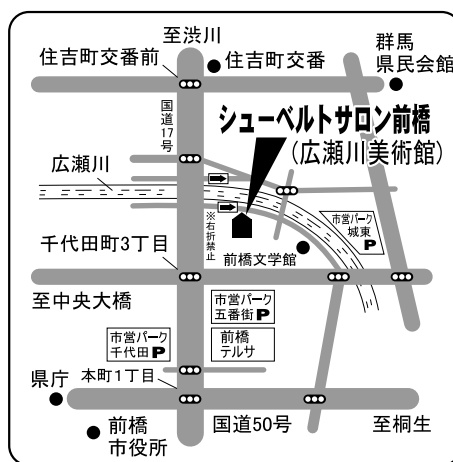 至渋川
住吉町交番前
住吉町交番
群馬
県民会館
国道17号
シューベルトサロン前橋
(広瀬川美術館)
広瀬川
※右折禁止
市営パーク
城東 P
千代田町3丁目
前橋文学館
至中央大橋
市営パーク
五番街 P
市営パーク
千代田 P
前橋
テルサ
県庁
本町1丁目
前橋
市役所
国道50号
至桐生